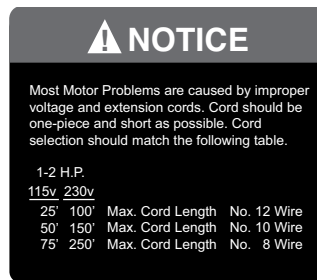 NOTICE
Most Motor Problems are caused by improper
voltage and extension cords. Cord should be
one-piece and short as possible. Cord
selection should match the following table.
1-2 H.P.
115v 230v
25' 100' Max. Cord Length No. 12 Wire
50' 150' Max. Cord Length No. 10 Wire
75' 250' Max. Cord Length No. 8 Wire